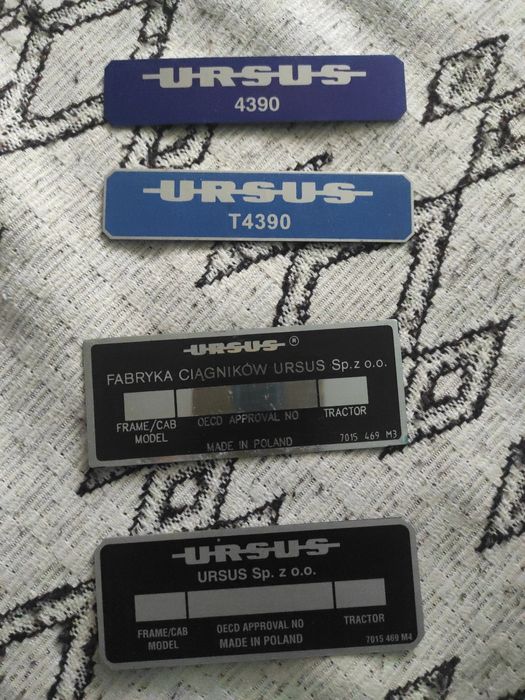 URSUS
4390
URSUS
T4390
URSUS ®
FABRYKA CIĄGNIKÓW URSUS Sp. z o.o.
FRAME/CAB MODEL
OECD APPROVAL NO
TRACTOR
MADE IN POLAND
7015 469 M3
URSUS
URSUS Sp. z o.o.
FRAME/CAB MODEL
OECD APPROVAL NO
TRACTOR
MADE IN POLAND
7015 469 M4